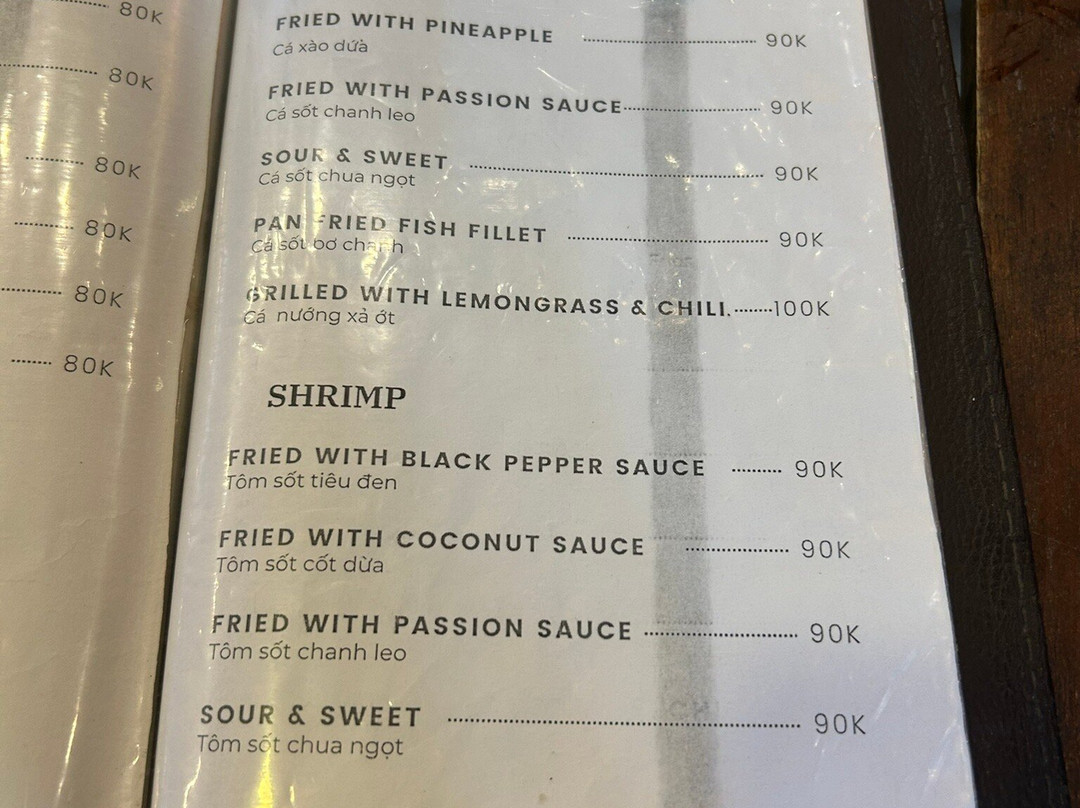 80K
80K
80K
80K
80K
80K
FRIED WITH PINEAPPLE 90K
Cá xào dứa
FRIED WITH PASSION SAUCE 90K
Cá sốt chanh leo
SOUR & SWEET 90K
Cá sốt chua ngọt
PAN FRIED FISH FILLET 90K
Cá sốt bơ chanh
GRILLED WITH LEMONGRASS & CHILI. 100K
Cá nướng xả ớt
SHRIMP
FRIED WITH BLACK PEPPER SAUCE 90K
Tôm sốt tiêu đen
FRIED WITH COCONUT SAUCE 90K
Tôm sốt cốt dừa
FRIED WITH PASSION SAUCE 90K
Tôm sốt chanh leo
SOUR & SWEET 90K
Tôm sốt chua ngọt